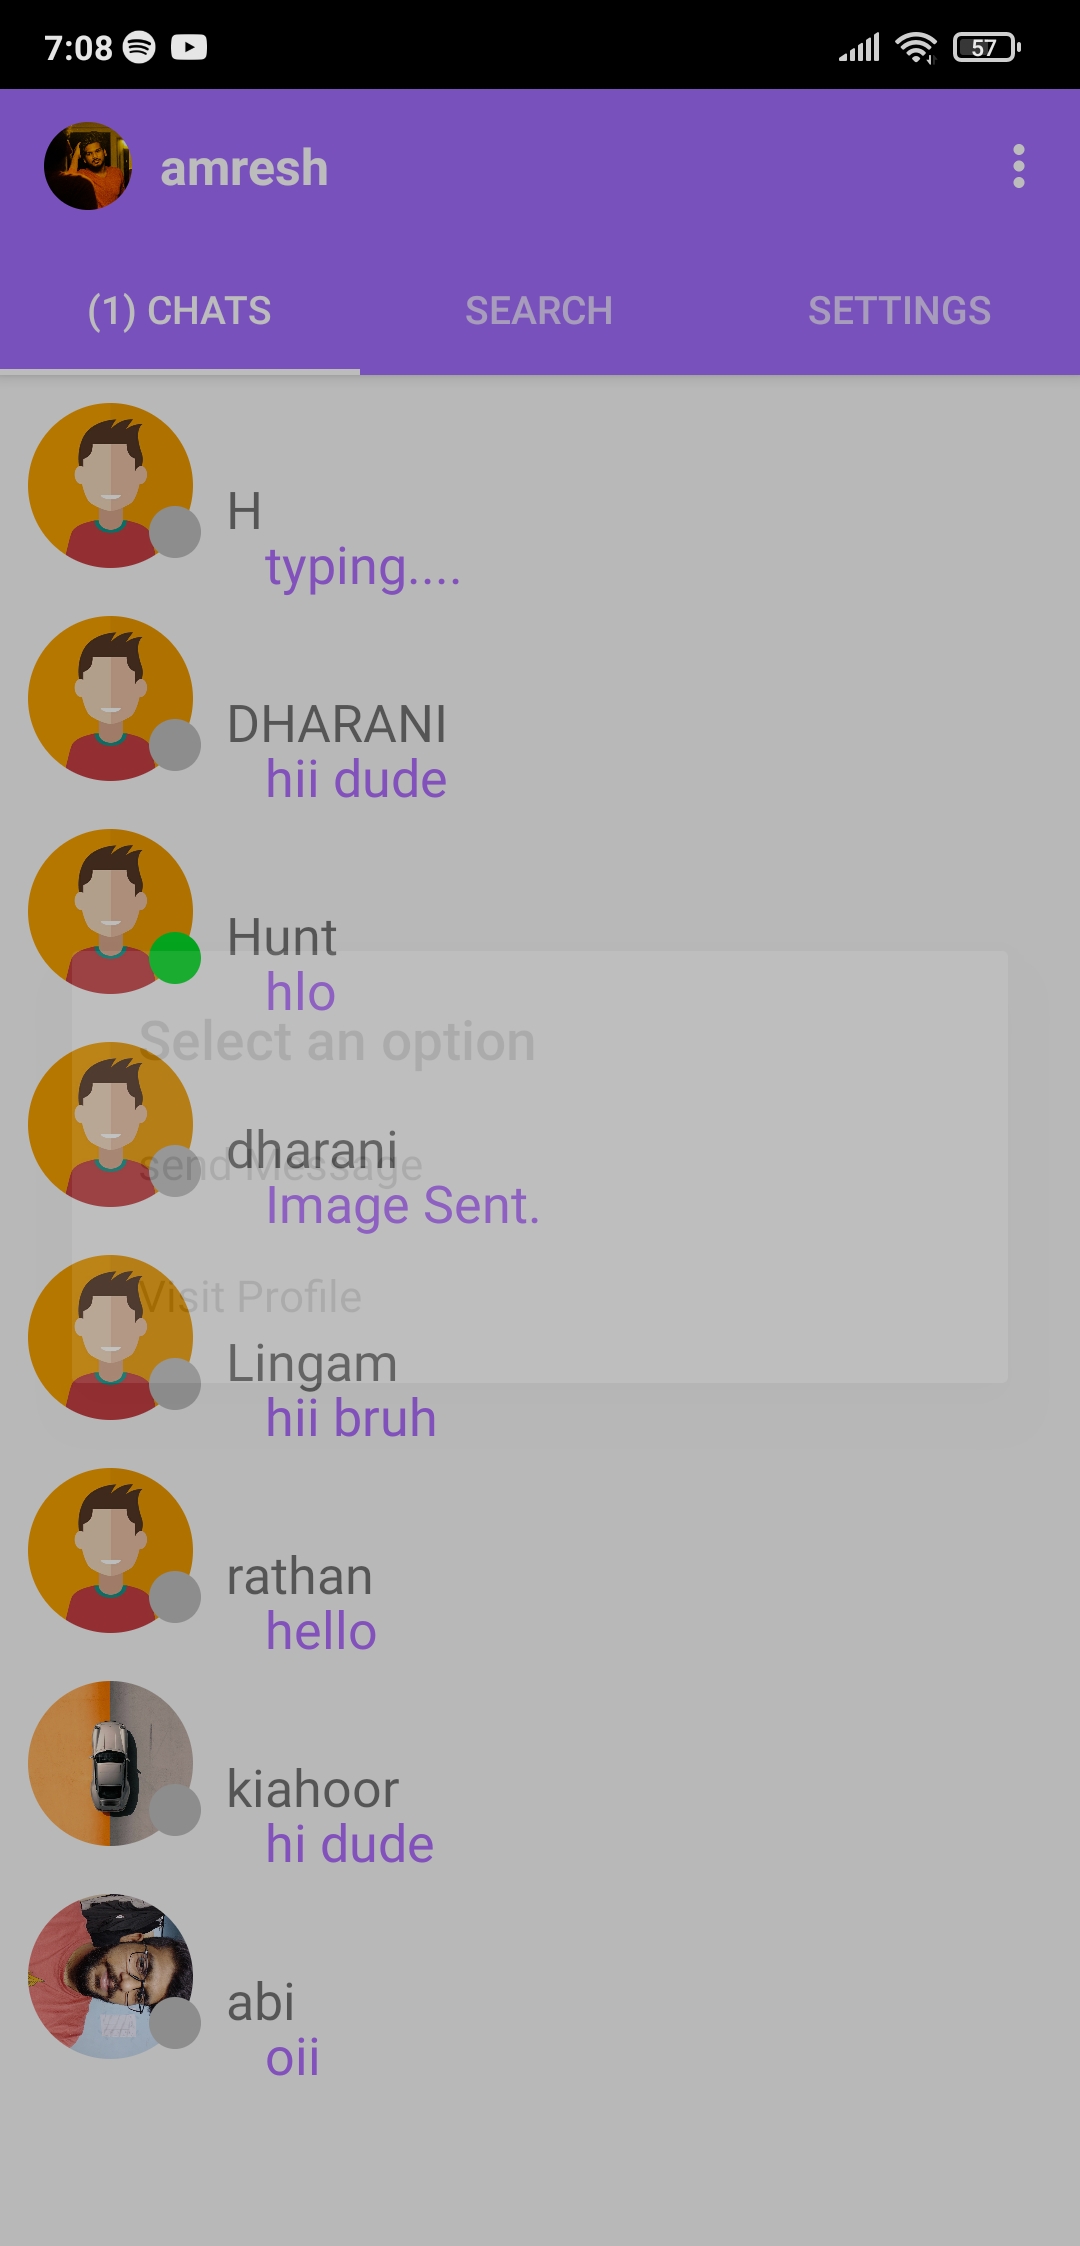 7:08 57
amresh
(1) CHATS SEARCH SETTINGS
H
typing....
DHARANI
hii dude
Hunt
hlo
Select an option
dharani
send Message
Image Sent.
Visit Profile
Lingam
hii bruh
rathan
hello
kiahoor
hi dude
abi
oii